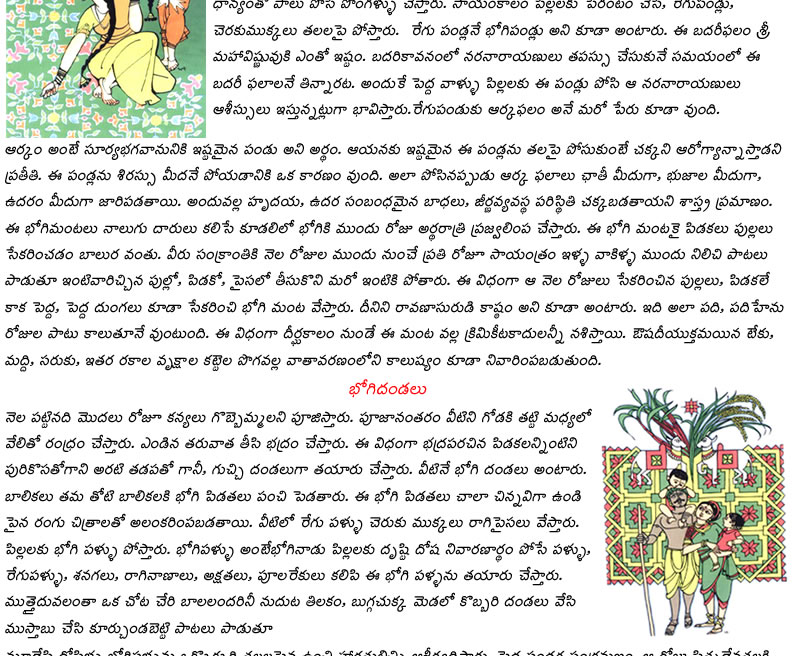 ధాన్యంతో పాలు పోసి పొంగళ్ళు చేస్తారు. సాయంకాలం పిల్లలకు పేరంటం చేసి, రేగుపండ్లు,
చెరకుముక్కలు తలలపై పోస్తారు. రేగు పండ్లనే భోగిపండ్లు అని కూడా అంటారు. ఈ బదరీఫలం శ్రీ
మహావిష్ణువుకి ఎంతో ఇష్టం. బదరికావనంలో నరనారాయణులు తపస్సు చేసుకునే సమయంలో ఈ
బదరీ ఫలాలనే తిన్నారట. అందుకే పెద్ద వాళ్ళు పిల్లలకు ఈ పండ్లు పోసి ఆ నరనారాయణులు
ఆశీస్సులు ఇస్తున్నట్లుగా భావిస్తారు.రేగుపండుకు ఆర్కఫలం అనే మరో పేరు కూడా వుంది.
ఆర్కం అంటే సూర్యభగవానునికి ఇష్టమైన పండు అని అర్థం. ఆయనకు ఇష్టమైన ఈ పండ్లను తలపై పోసుకుంటే చక్కని ఆరోగ్యాన్నాస్తాడని
ప్రతీతి. ఈ పండ్లను శిరస్సు మీదనే పోయడానికి ఒక కారణం వుంది. అలా పోసినప్పుడు ఆర్క ఫలాలు ఛాతీ మీదుగా, భుజాల మీదుగా,
ఉదరం మీదుగా జారిపడతాయి. అందువల్ల హృదయ, ఉదర సంబంధమైన బాధలు, జీర్ణవ్యవస్థ పరిస్థితి చక్కబడతాయని శాస్త్ర ప్రమాణం.
ఈ భోగిమంటలు నాలుగు దారులు కలిసే కూడలిలో భోగికి ముందు రోజు అర్థరాత్రి ప్రజ్వలింప చేస్తారు. ఈ భోగి మంటకై పిడకలు పుల్లలు
సేకరించడం బాలుర వంతు. వీరు సంక్రాంతికి నెల రోజుల ముందు నుంచే ప్రతి రోజూ సాయంత్రం ఇళ్ళ వాకిళ్ళ ముందు నిలిచి పాటలు
పాడుతూ ఇంటివారిచ్చిన పుల్లో, పిడకో, పైసలో తీసుకొని మరో ఇంటికి పోతారు. ఈ విధంగా ఆ నెల రోజులు సేకరించిన పుల్లలు, పిడకలే
కాక పెద్ద, పెద్ద దుంగలు కూడా సేకరించి భోగి మంట వేస్తారు. దీనిని రావణాసురుడి కాష్ఠం అని కూడా అంటారు. ఇది అలా పది, పదిహేను
రోజుల పాటు కాలుతూనే వుంటుంది. ఈ విధంగా దీర్ఘకాలం నుండే ఈ మంట వల్ల క్రిమికీటకాదులన్నీ నశిస్తాయి. ఔషదీయుక్తమయిన టేకు,
మద్ది, సరుకు, ఇతర రకాల వృక్షాల కట్టెల పొగవల్ల వాతావరణంలోని కాలుష్యం కూడా నివారింపబడుతుంది.
భోగిదండలు
నెల పట్టినది మొదలు రోజూ కన్యలు గొబ్బెమ్మలని పూజిస్తారు. పూజానంతరం వీటిని గోడకి తట్టి మధ్యలో
వేలితో రంధ్రం చేస్తారు. ఎండిన తరువాత తీసి భద్రం చేస్తారు. ఈ విధంగా భద్రపరచిన పిడకలన్నింటిని
పురికొసతోగాని అరటి తడపతో గానీ, గుచ్చి దండలుగా తయారు చేస్తారు. వీటినే భోగి దండలు అంటారు.
బాలికలు తమ తోటి బాలికలకి భోగి పిడతలు పంచి పెడతారు. ఈ భోగి పిడతలు చాలా చిన్నవిగా ఉండి
పైన రంగు చిత్రాలతో అలంకరింపబడతాయి. వీటిలో రేగు పళ్ళు చెరుకు ముక్కలు రాగిపైసలు వేస్తారు.
పిల్లలకు భోగి పళ్ళు పోస్తారు. భోగిపళ్ళు అంటేభోగినాడు పిల్లలకు దృష్టి దోష నివారణార్థం పోసే పళ్ళు,
రేగుపళ్ళు, శనగలు, రాగినాణాలు, అక్షతలు, పూలరేకులు కలిపి ఈ భోగి పళ్ళను తయారు చేస్తారు.
ముత్తైదువలంతా ఒక చోట చేరి బాలలందరినీ నుదుట తిలకం, బుగ్గచుక్క మెడలో కొబ్బరి దండలు వేసి
ముస్తాబు చేసి కూర్చుండబెట్టి పాటలు పాడుతూ